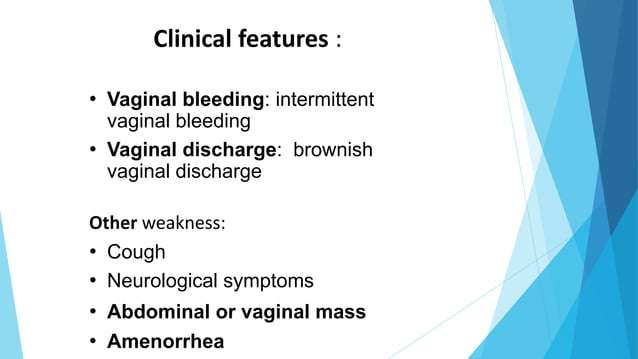 Clinical features :
• Vaginal bleeding: intermittent
vaginal bleeding
• Vaginal discharge:  brownish
vaginal discharge
Other weakness:
• Cough
• Neurological symptoms
• Abdominal or vaginal mass
• Amenorrhea